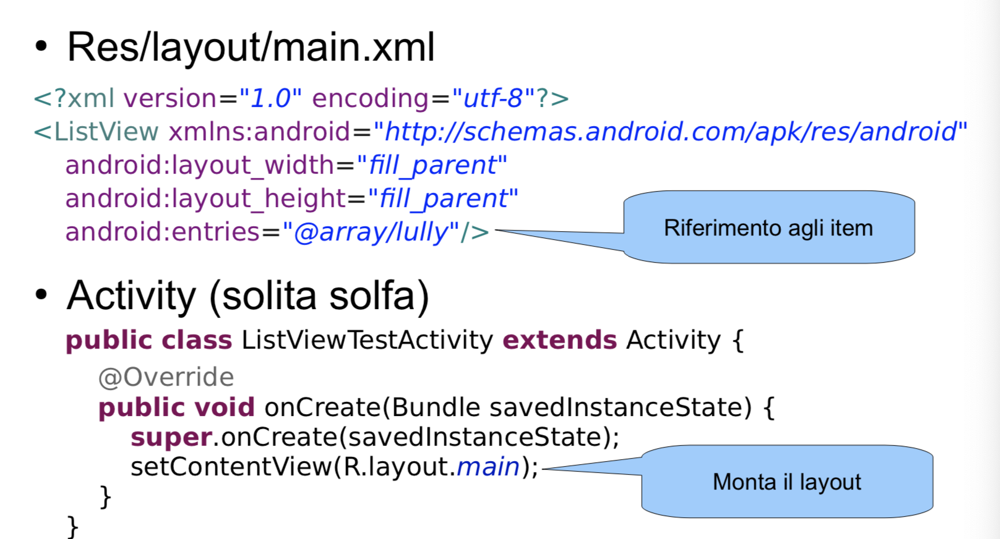 • Res/layout/main.xml
<?xml version="1.0" encoding="utf-8"?>
<ListView xmlns:android="http://schemas.android.com/apk/res/android"
android:layout_width="fill_parent"
android:layout_height="fill_parent"
android:entries="@array/lully"/>
Riferimento agli item
• Activity (solita solfa)
public class ListViewTestActivity extends Activity {
@Override
public void onCreate(Bundle savedInstanceState) {
super.onCreate(savedInstanceState);
setContentView(R.layout.main);
Monta il layout
}
}